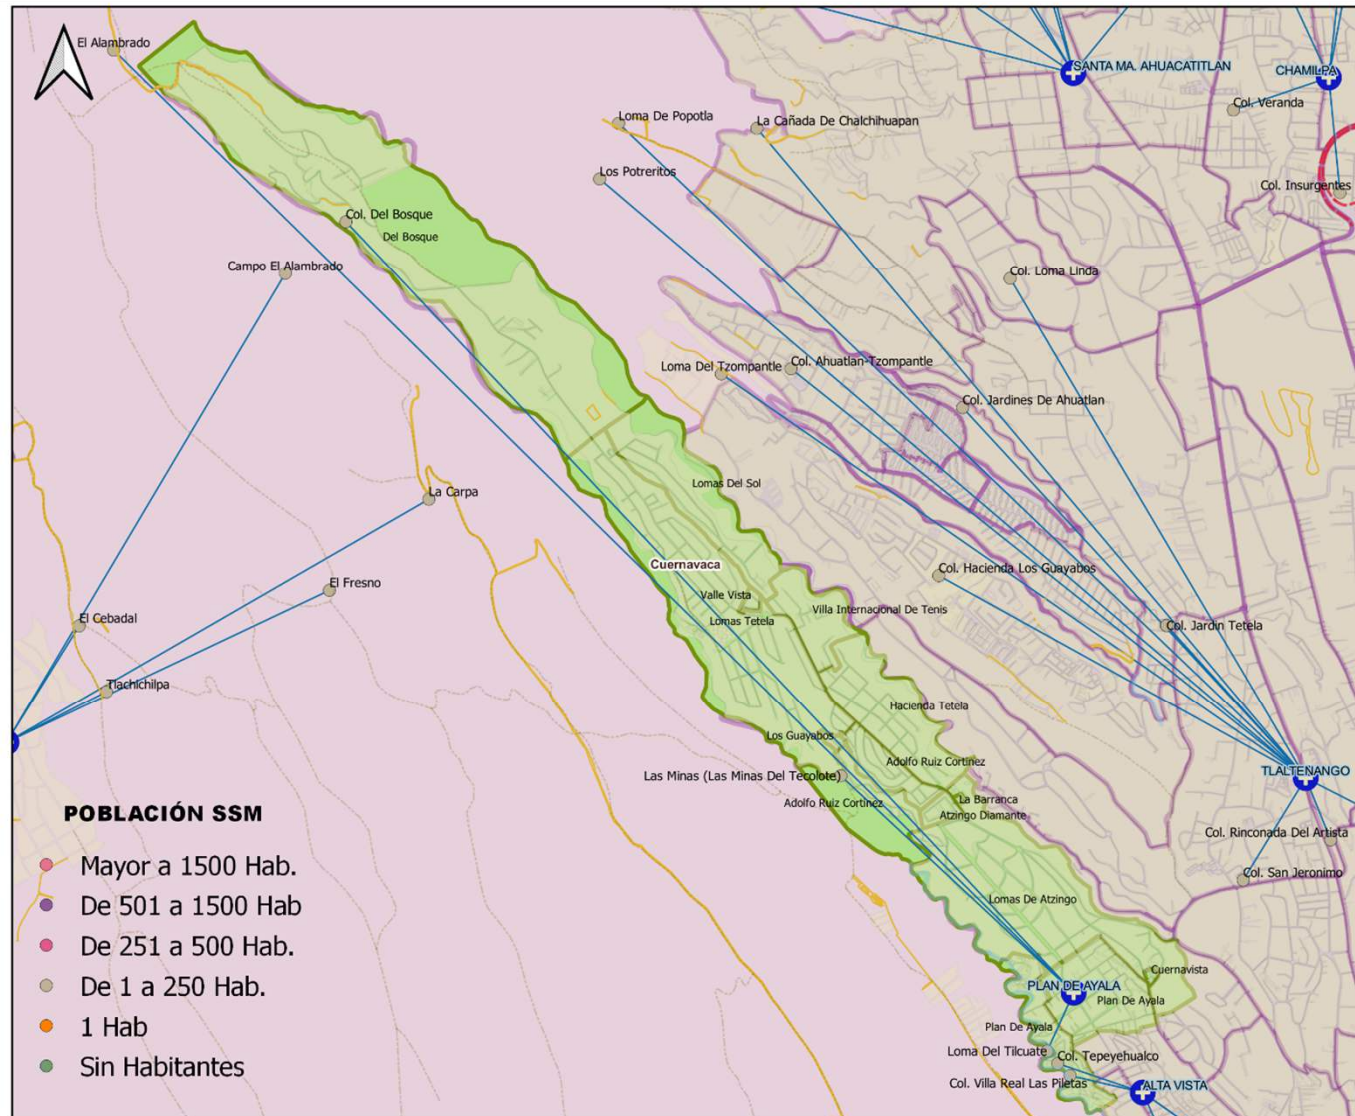 El Alambrado
SANTA MA. AHUACATITLAN
CHAMILPA
Col. Veranda
Loma De Popotla
La Cañada De Chalchihuapan
Los Potreritos
Col. Insurgentes
Col. Del Bosque
Del Bosque
Campo El Alambrado
Col. Loma Linda
Loma Del Tzompantle
Col. Ahuatlan-Tzompantle
Col. Jardines De Ahuatlan
Lomas Del Sol
La Carpa
Cuernavaca
Col. Hacienda Los Guayabos
El Fresno
Valle Vista
Villa Internacional De Tenis
El Cebadal
Lomas Tetela
Col. Jardin Tetela
Tlachichilpa
Hacienda Tetela
Los Guayabos
Adolfo Ruiz Cortinez
Las Minas (Las Minas Del Tecolote)
TLALTENANGO
Adolfo Ruiz Cortinez
La Barranca
Atzingo Diamante
Col. Rinconada Del Artista
Col. San Jeronimo
Lomas De Atzingo
Cuernavista
PLAN DE AYALA
Plan De Ayala
Plan De Ayala
Loma Del Tilcuate
Col. Tepeyehualco
Col. Villa Real Las Piletas
ALTA VISTA
POBLACIÓN SSM
Mayor a 1500 Hab.
De 501 a 1500 Hab
De 251 a 500 Hab.
De 1 a 250 Hab.
1 Hab
Sin Habitantes